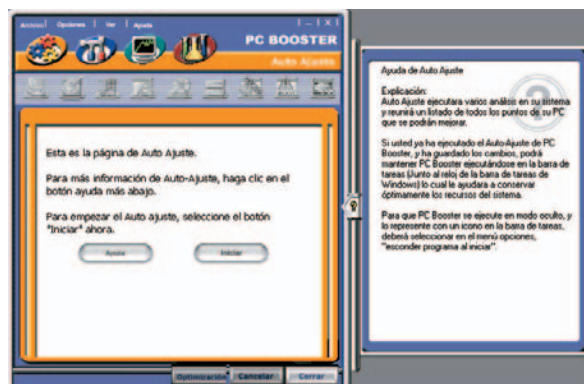 Archivo Opciones Ver Ayuda
PC BOOSTER
Auto Ajuste
Esta es la página de Auto Ajuste.
Para más información de Auto-Ajuste, haga clic en el
botón ayuda más abajo.
Para empezar el Auto ajuste, seleccione el botón
"Iniciar" ahora.
Ayuda Iniciar
Optimización Cancelar Cerrar
Ayuda de Auto Ajuste
Explicación:
Auto Ajuste ejecutara varios análisis en su sistema
y reunirá un listado de todos los puntos de su PC
que se podrán mejorar.
Si usted ya ha ejecutado el Auto-Ajuste de PC
Booster, y ha guardado los cambios, podrá
mantener PC Booster ejecutándose en la barra de
tareas (Junto al reloj de la barra de tareas de
Windows) lo cual le ayudara a conservar
óptimamente los recursos del sistema.
Para que PC Booster se ejecute en modo oculto, y
lo represente con un icono en la barra de tareas,
deberá seleccionar en el menú opciones,
"esconder programa al iniciar".